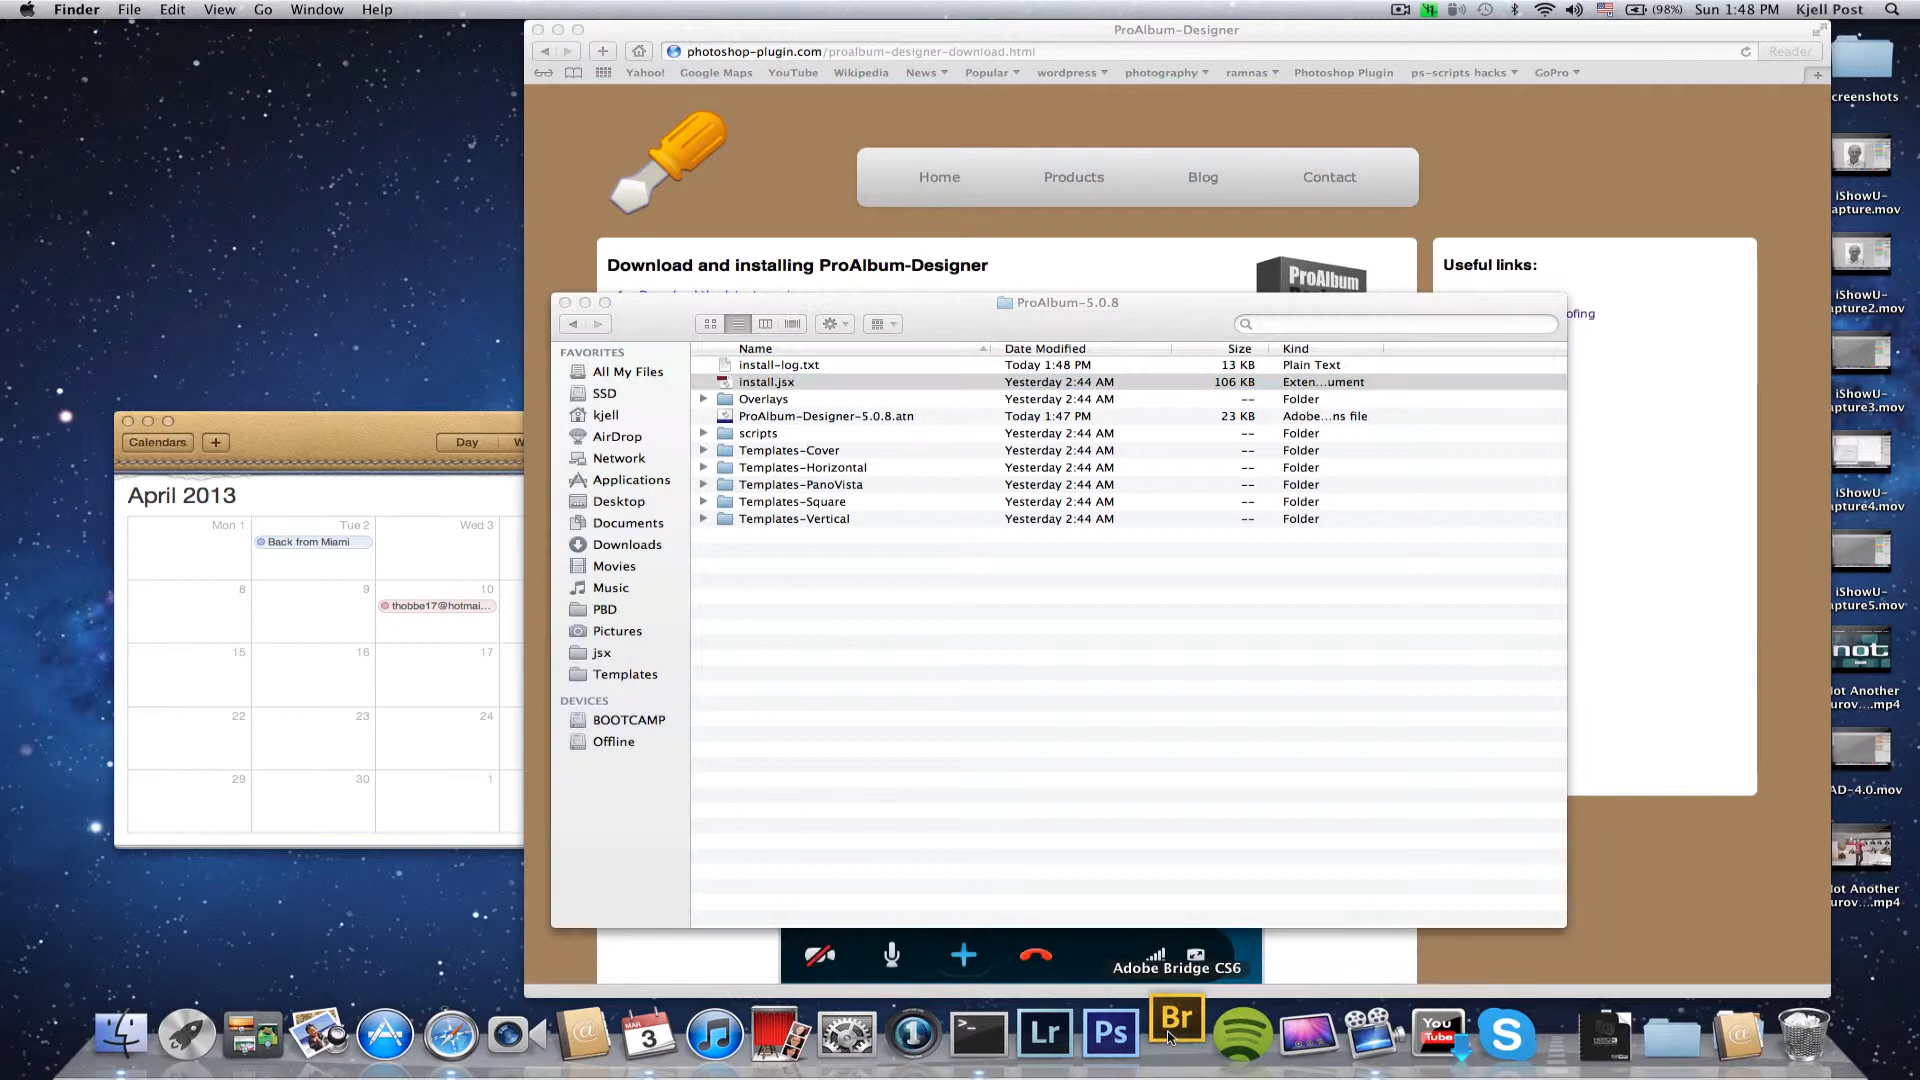 Finder File Edit View Go Window Help
(98%) Sun 1:48 PM Kjell Post
ProAlbum-Designer
photoshop-plugin.com/proalbum-designer-download.html
Reader
Yahoo! Google Maps YouTube Wikipedia News Popular wordpress photography ramnas Photoshop Plugin ps-scripts hacks GoPro
Home Products Blog Contact
Download and installing ProAlbum-Designer
ProAlbum
Useful links:
ofing
ProAlbum-5.0.8
Name Date Modified Size Kind
install-log.txt Today 1:48 PM 13 KB Plain Text
install.jsx Yesterday 2:44 AM 106 KB Exten...ument
Overlays Yesterday 2:44 AM -- Folder
ProAlbum-Designer-5.0.8.atn Today 1:47 PM 23 KB Adobe...ns file
scripts Yesterday 2:44 AM -- Folder
Templates-Cover Yesterday 2:44 AM -- Folder
Templates-Horizontal Yesterday 2:44 AM -- Folder
Templates-PanoVista Yesterday 2:44 AM -- Folder
Templates-Square Yesterday 2:44 AM -- Folder
Templates-Vertical Yesterday 2:44 AM -- Folder
FAVORITES
All My Files
SSD
kjell
AirDrop
Network
Applications
Desktop
Documents
Downloads
Movies
Music
PBD
Pictures
jsx
Templates
DEVICES
BOOTCAMP
Offline
Calendars + Day W
April 2013
Mon 1 Tue 2 Wed 3
Back from Miami
8 9 10
thobbe17@hotmai...
15 16 17
22 23 24
29 30 1
creenshots
iShowU-
apture.mov
iShowU-
apture2.mov
iShowU-
apture3.mov
iShowU-
apture4.mov
iShowU-
apture5.mov
not
lot Another
urov....mp4
AD-4.0.mov
lot Another
urov....mp4
Adobe Bridge CS6
MAR
3
1
Lr
Ps
Br
You
Tube
S